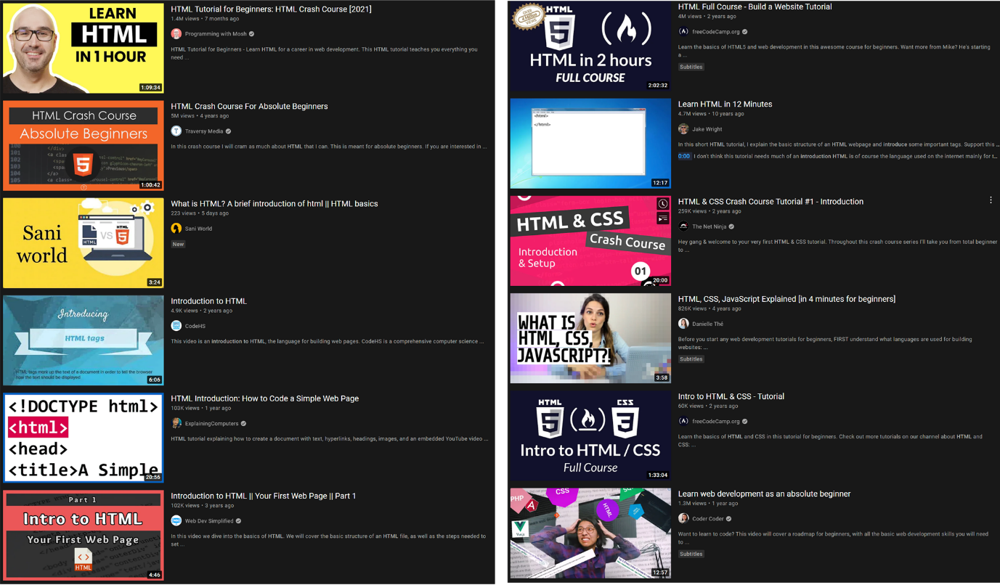 LEARN
HTML
IN 1 HOUR
1:09:34
HTML Tutorial for Beginners: HTML Crash Course [2021]
1.4M views • 7 months ago
Programming with Mosh
HTML Tutorial for Beginners - Learn HTML for a career in web development. This HTML tutorial teaches you everything you
need ...
HTML Crash Course
Absolute Beginners
1:00:42
HTML Crash Course For Absolute Beginners
5M views • 4 years ago
Traversy Media
In this crash course I will cram as much about HTML that I can. This is meant for absolute beginners. If you are interested in ...
Sani
world
HTML
VS
3:24
What is HTML? A brief introduction of html || HTML basics
223 views • 5 days ago
Sani World
New
Introducing
HTML tags
HTML tags mark up the text of a document in order to tell the browser
how the text should be displayed
6:06
Introduction to HTML
4.9K views • 2 years ago
CodeHS
This video is an introduction to HTML, the language for building web pages. CodeHS is a comprehensive computer science ...
<!DOCTYPE html>
<html>
<head>
<title>A Simple
20:56
HTML Introduction: How to Code a Simple Web Page
103K views • 1 year ago
ExplainingComputers
HTML tutorial explaining how to create a document with text, hyperlinks, headings, images, and an embedded YouTube video ...
Part 1
Intro to HTML
Your First Web Page
HTML
4:46
Introduction to HTML || Your First Web Page || Part 1
102K views • 3 years ago
Web Dev Simplified
In this video we dive into the basics of HTML. We will cover the basic structure of an HTML file, as well as the steps needed to
set ...
HTML
HTML in 2 hours
FULL COURSE
2:02:32
HTML Full Course - Build a Website Tutorial
4M views • 2 years ago
freeCodeCamp.org
Learn the basics of HTML5 and web development in this awesome course for beginners. Want more from Mike? He's starting
a ...
Subtitles
<html>
</html>
12:17
Learn HTML in 12 Minutes
4.7M views • 10 years ago
Jake Wright
In this short HTML tutorial, I explain the basic structure of an HTML webpage and introduce some important tags. Support this ...
0:00 I don't think this tutorial needs much of an introduction HTML is of course the language used on the internet mainly for t...
HTML & CSS
Crash Course
Introduction
& Setup
01
20:00
HTML & CSS Crash Course Tutorial #1 - Introduction
259K views • 2 years ago
The Net Ninja
Hey gang & welcome to your very first HTML & CSS tutorial. Throughout this crash course series I'll take you from total beginner
to ...
WHAT IS
HTML, CSS,
JAVASCRIPT?!
3:58
HTML, CSS, JavaScript Explained [in 4 minutes for beginners]
826K views • 4 years ago
Danielle Thé
Before you start any web development tutorials for beginners, FIRST understand what languages are used for building
websites: ...
Subtitles
HTML
CSS
Intro to HTML / CSS
Full Course
1:33:04
Intro to HTML & CSS - Tutorial
60K views • 2 years ago
freeCodeCamp.org
Learn the basics of HTML and CSS in this tutorial for beginners. Check out more tutorials on our channel about HTML and
CSS: ...
PHP
CSS
HTML
12:57
Learn web development as an absolute beginner
1.3M views • 1 year ago
Coder Coder
Want to learn to code? This video will cover a roadmap for beginners, with all the basic web development skills you will need
to ...
Subtitles